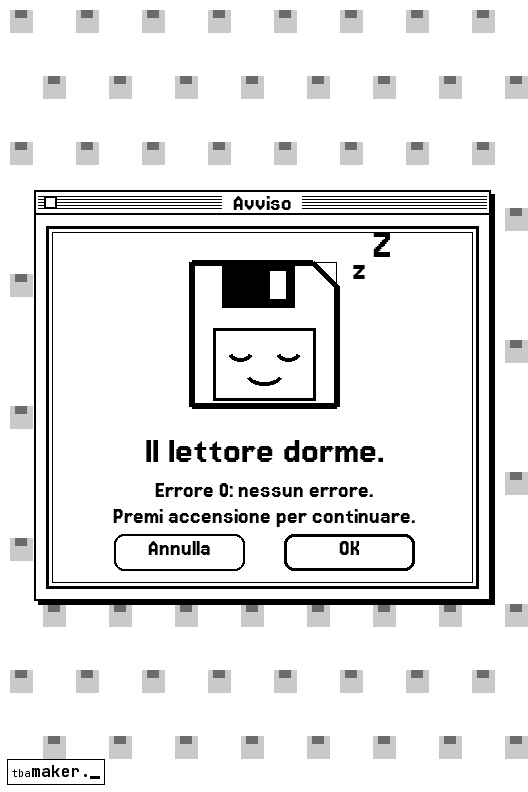 Avviso
Z
z
Il lettore dorme.
Errore 0: nessun errore.
Premi accensione per continuare.
Annulla
OK
tbamaker._